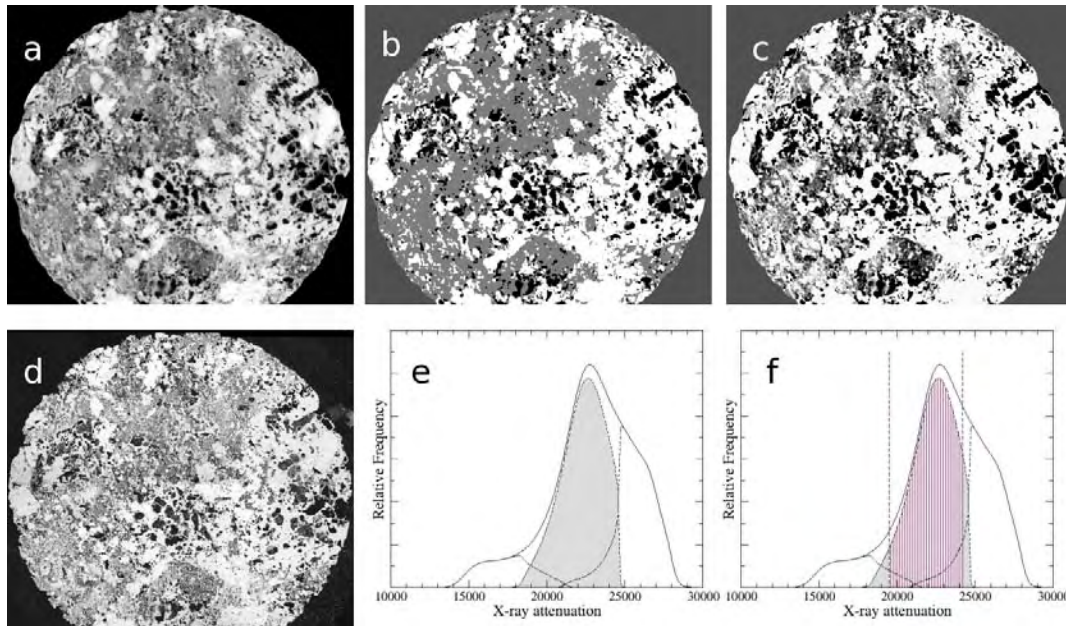 a
b
c
d
e
f
Relative Frequency
10000 15000 20000 25000 30000
X-ray attenuation
Relative Frequency
10000 15000 20000 25000 30000
X-ray attenuation